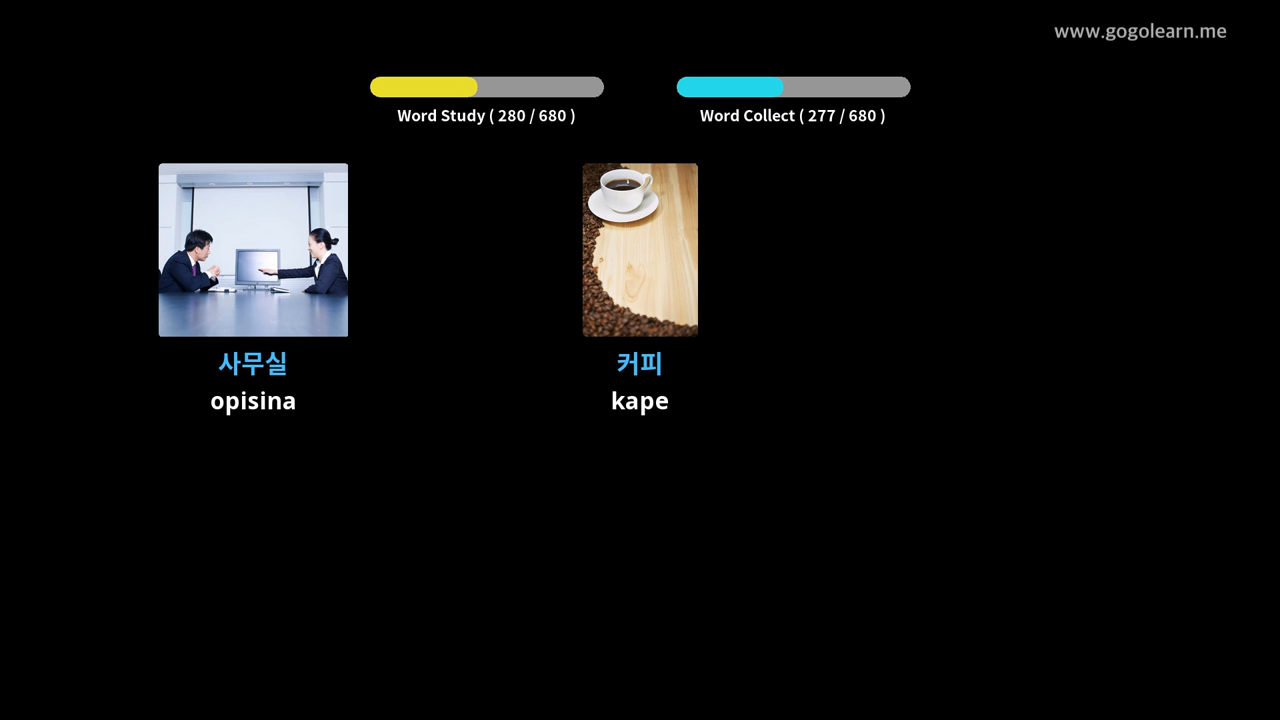 www.gogolearn.me
Word Study ( 280 / 680 )
Word Collect ( 277 / 680 )
사무실
opisina
커피
kape